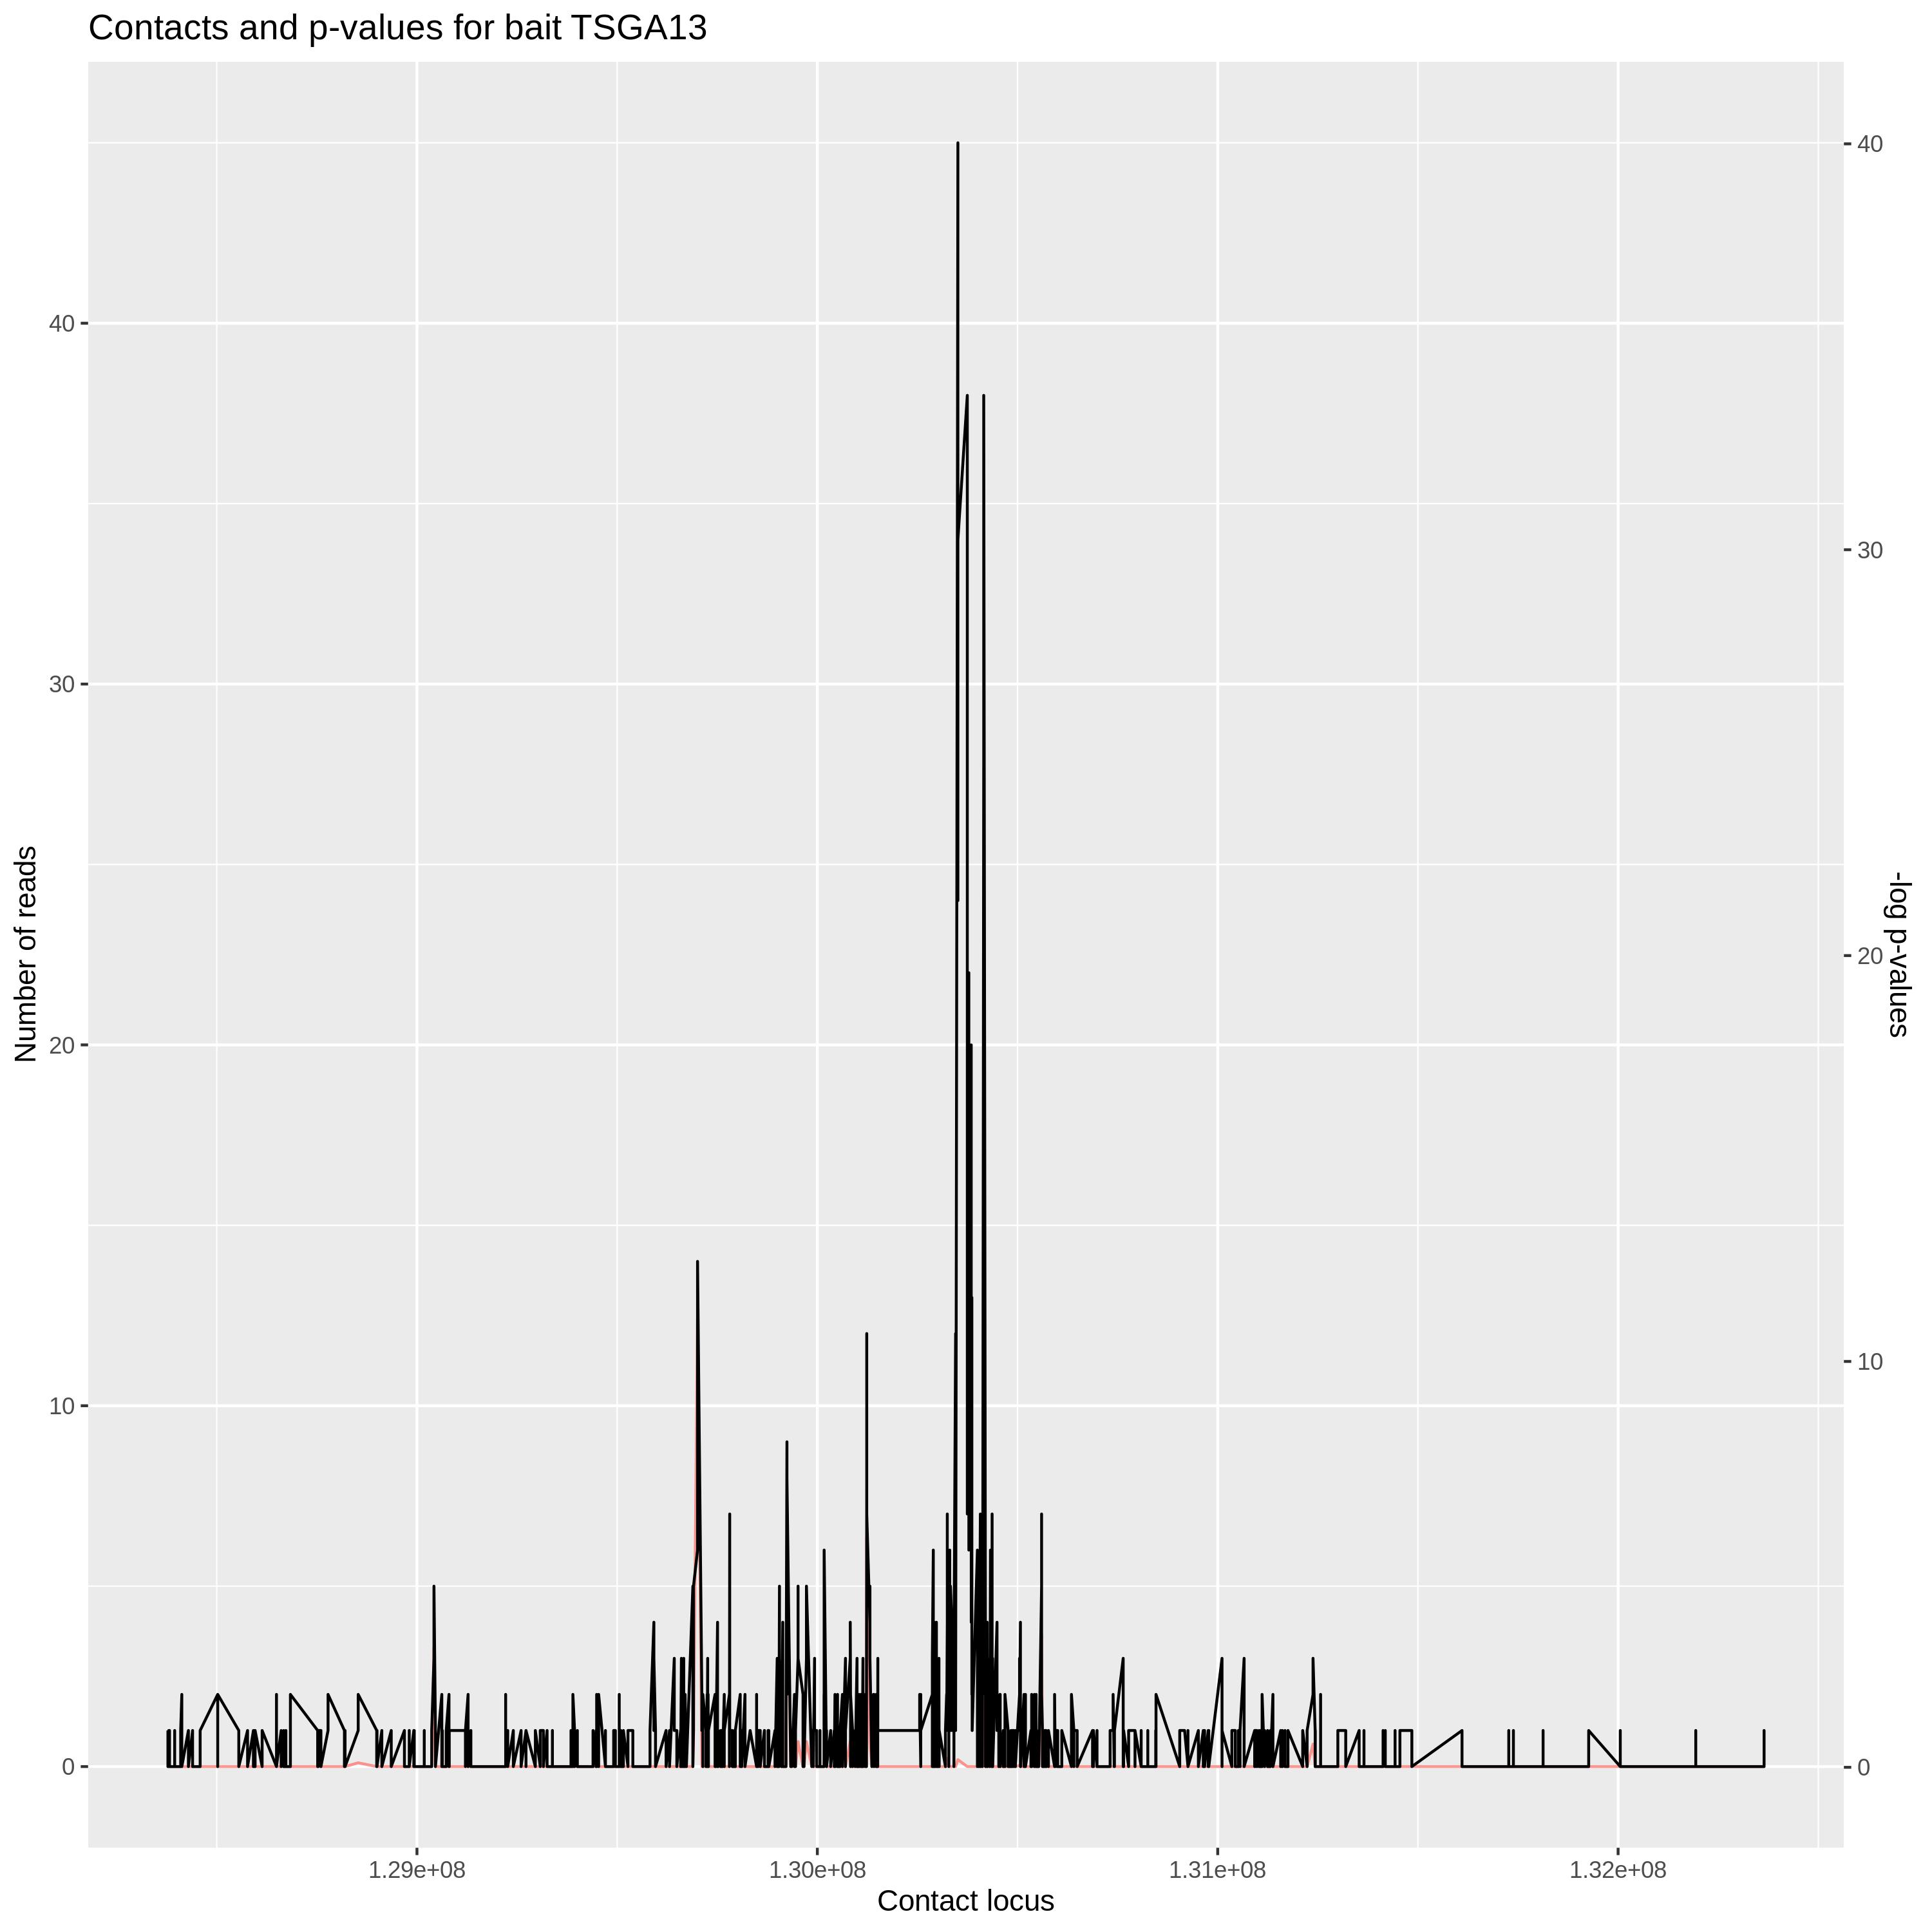 Contacts and p-values for bait TSGA13
40
30
20
10
0
Number of reads
40
30
20
10
0
-log p-values
1.29e+08
1.30e+08
1.31e+08
1.32e+08
Contact locus